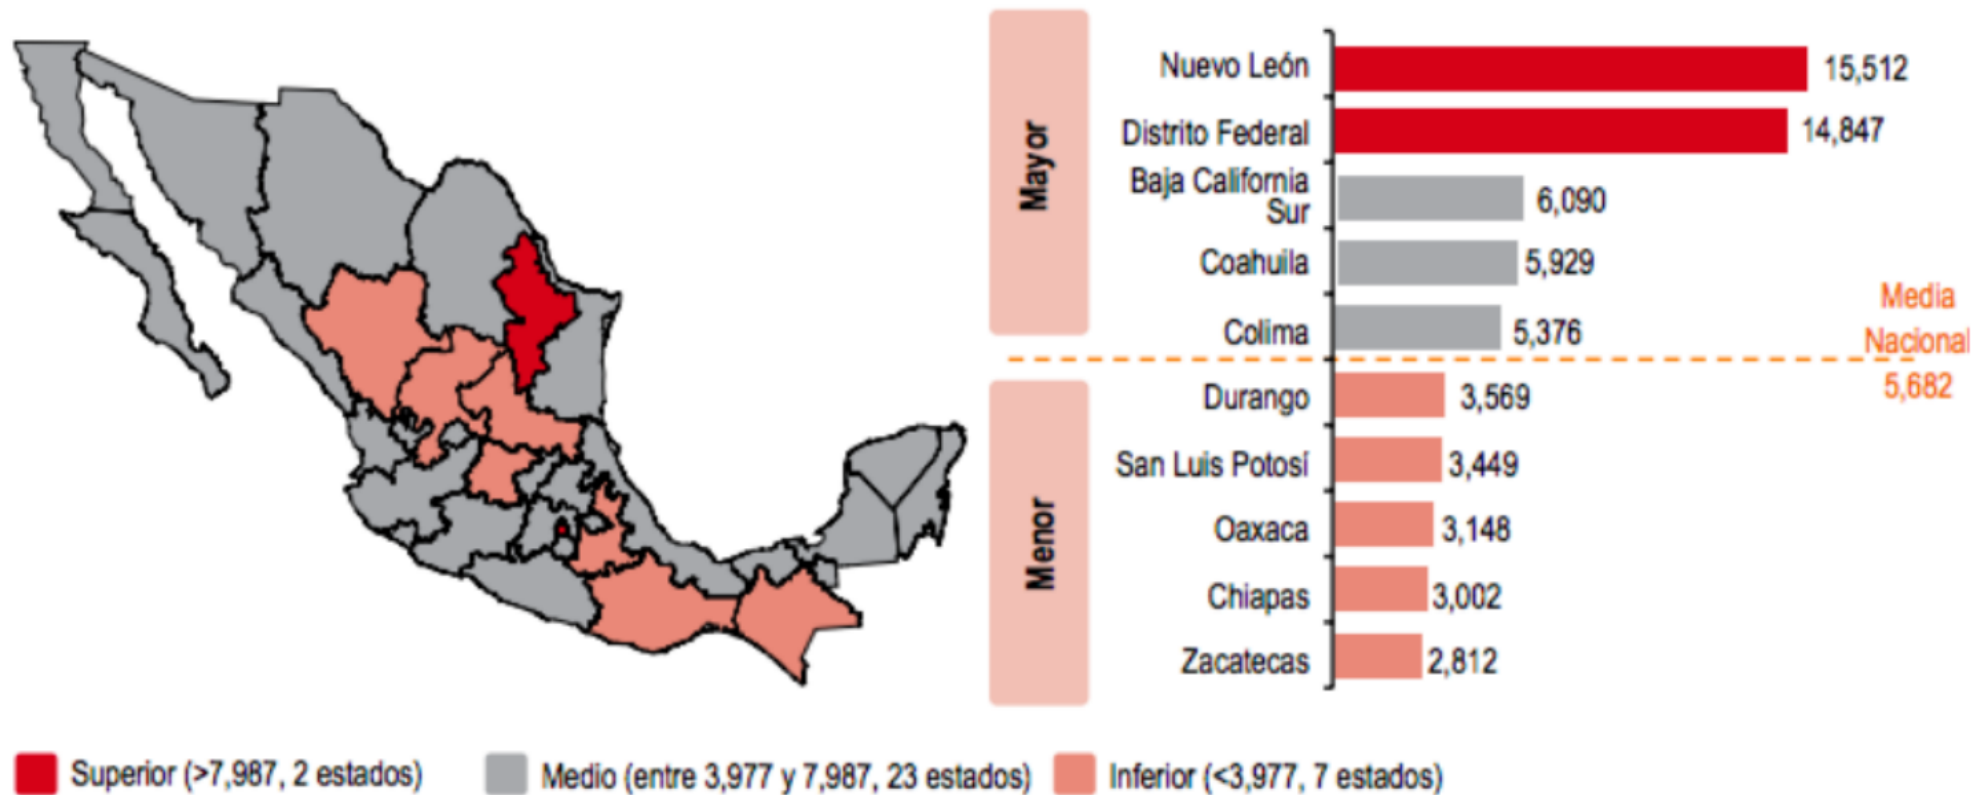 Mayor
Nuevo León 15,512
Distrito Federal 14,847
Baja California
Sur 6,090
Coahuila 5,929
Colima 5,376
Media
Nacional
5,682
Menor
Durango 3,569
San Luis Potosí 3,449
Oaxaca 3,148
Chiapas 3,002
Zacatecas 2,812
Superior (>7,987, 2 estados)
Medio (entre 3,977 y 7,987, 23 estados)
Inferior (<3,977, 7 estados)